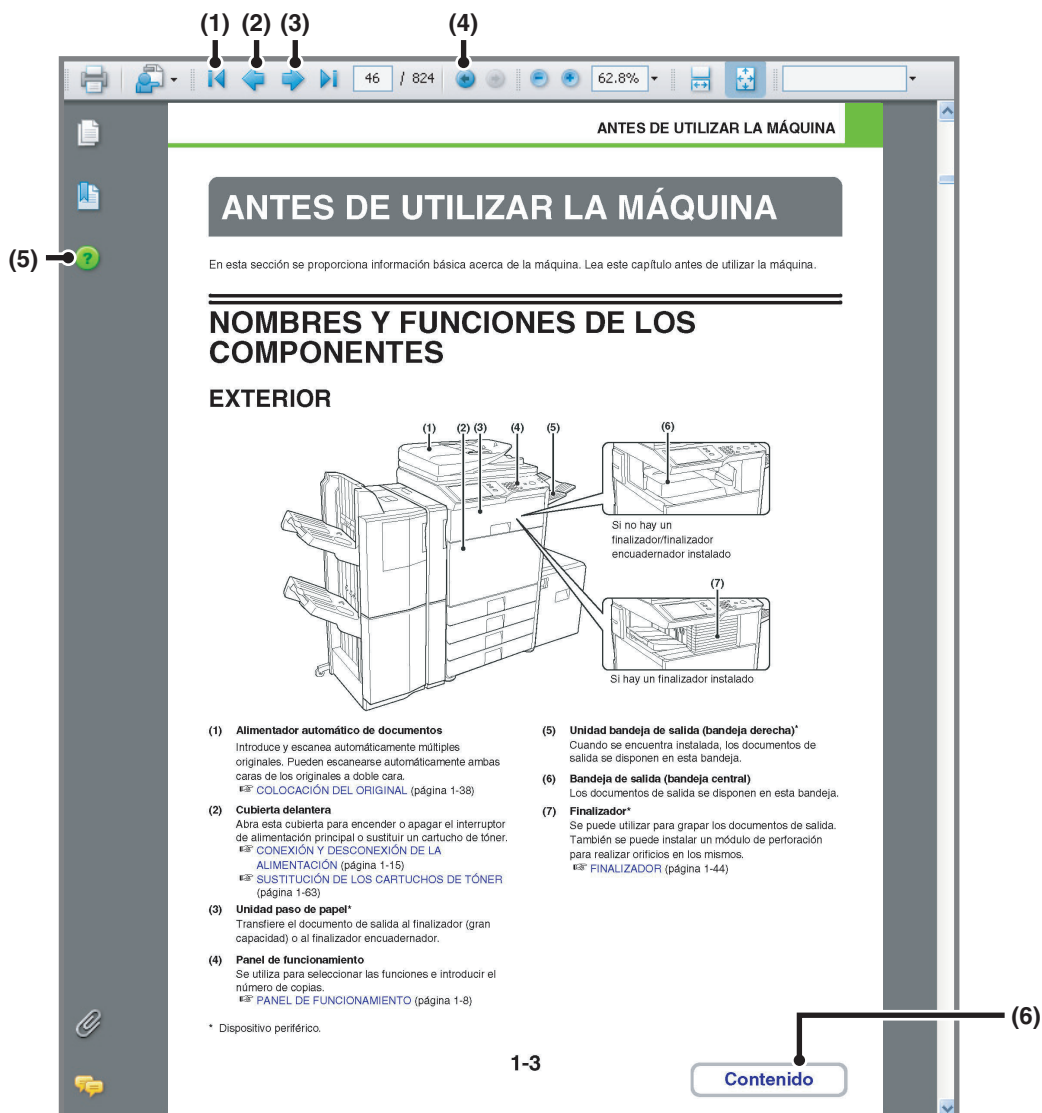 (1) (2) (3) (4)
46 / 824 62.8%
ANTES DE UTILIZAR LA MÁQUINA
ANTES DE UTILIZAR LA MÁQUINA
(5)
En esta sección se proporciona información básica acerca de la máquina. Lea este capítulo antes de utilizar la máquina.
NOMBRES Y FUNCIONES DE LOS
COMPONENTES
EXTERIOR
(1) (2) (3) (4) (5) (6)
Si no hay un
finalizador/finalizador
encuadernador instalado
(7)
Si hay un finalizador instalado
(1) Alimentador automático de documentos
Introduce y escanea automáticamente múltiples
originales. Pueden escanearse automáticamente ambas
caras de los originales a doble cara.
☞ COLOCACIÓN DEL ORIGINAL (página 1-38)
(2) Cubierta delantera
Abra esta cubierta para encender o apagar el interruptor
de alimentación principal o sustituir un cartucho de tóner.
☞ CONEXIÓN Y DESCONEXIÓN DE LA
ALIMENTACIÓN (página 1-15)
☞ SUSTITUCIÓN DE LOS CARTUCHOS DE TÓNER
(página 1-63)
(3) Unidad paso de papel*
Transfiere el documento de salida al finalizador (gran
capacidad) o al finalizador encuadernador.
(4) Panel de funcionamiento
Se utiliza para seleccionar las funciones e introducir el
número de copias.
☞ PANEL DE FUNCIONAMIENTO (página 1-8)
* Dispositivo periférico.
(5) Unidad bandeja de salida (bandeja derecha)*
Cuando se encuentra instalada, los documentos de
salida se disponen en esta bandeja.
(6) Bandeja de salida (bandeja central)
Los documentos de salida se disponen en esta bandeja.
(7) Finalizador*
Se puede utilizar para grapar los documentos de salida.
También se puede instalar un módulo de perforación
para realizar orificios en los mismos.
☞ FINALIZADOR (página 1-44)
(6)
1-3
Contenido